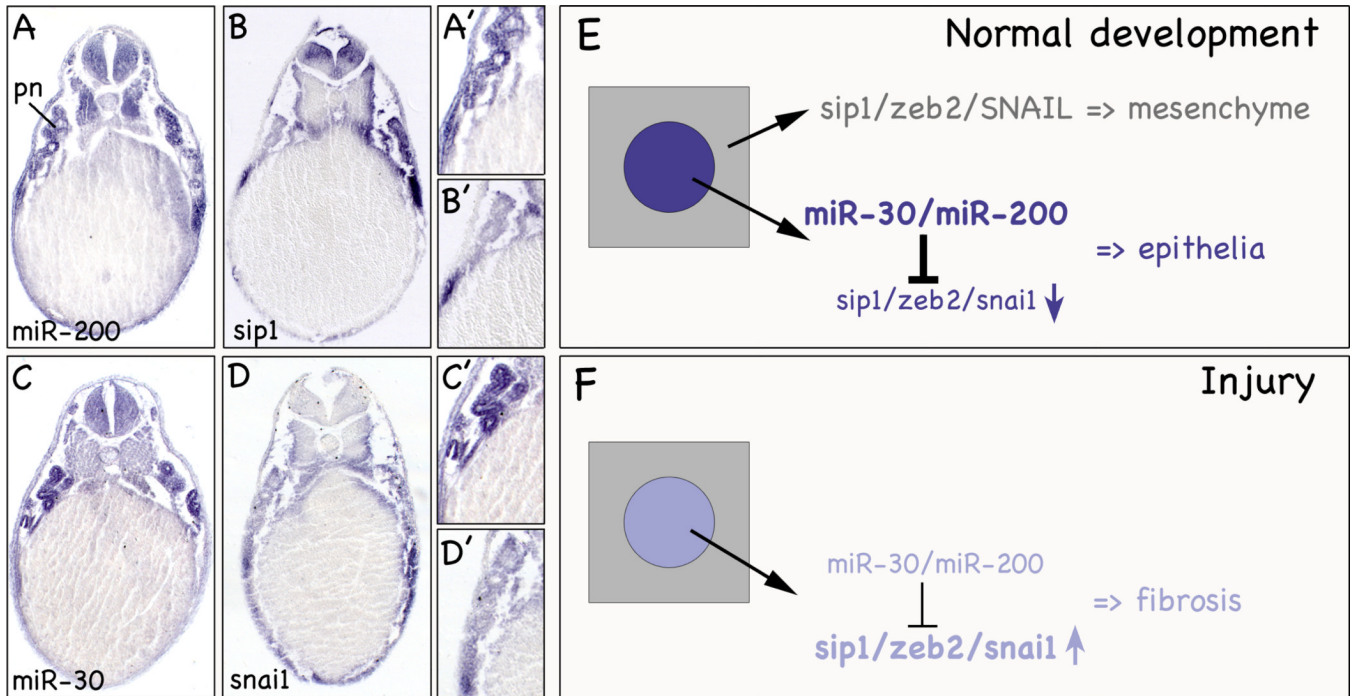 A
pn
miR-200
B
sip1
A′
B′
C
miR-30
D
snai1
C′
D′
E
Normal development
sip1/zeb2/SNAIL => mesenchyme
miR-30/miR-200
=> epithelia
sip1/zeb2/snai1
F
Injury
miR-30/miR-200
=> fibrosis
sip1/zeb2/snai1